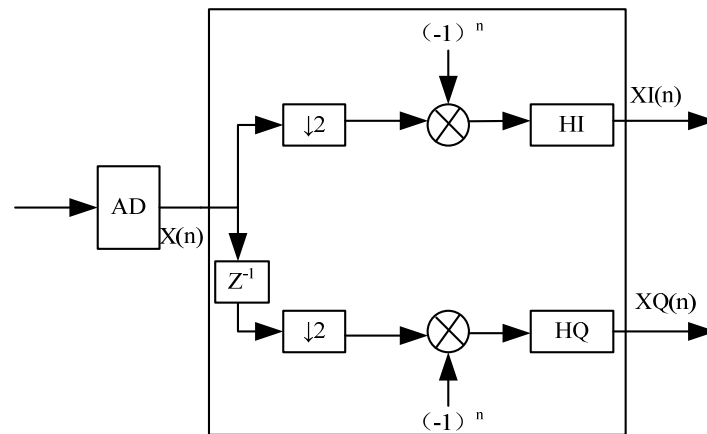 （-1）ⁿ
XI(n)
↓2
HI
AD
X(n)
Z⁻¹
XQ(n)
↓2
HQ
（-1）ⁿ